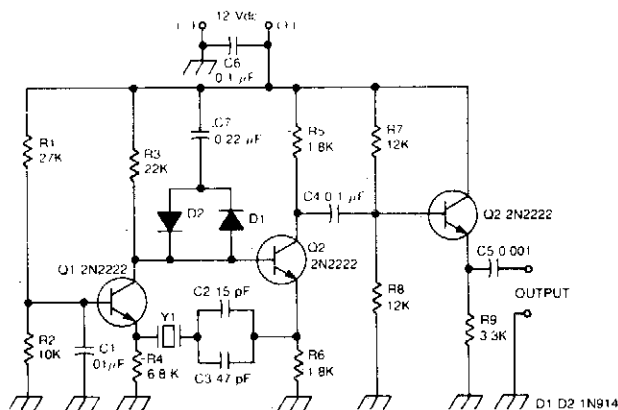 12 Vdc
(-)
(+)
C6
0.1 µF
C7
0.22 µF
R1
27K
R3
22K
R5
1.8K
R7
12K
C4 0.1 µF
D2
D1
Q2 2N2222
Q2
2N2222
C5 0.001
Q1 2N2222
C2 15 pF
R8
12K
OUTPUT
Y1
R2
10K
C1
.01µF
R4
6.8 K
C3 47 pF
R6
1.8K
R9
3.3K
D1 D2 1N914